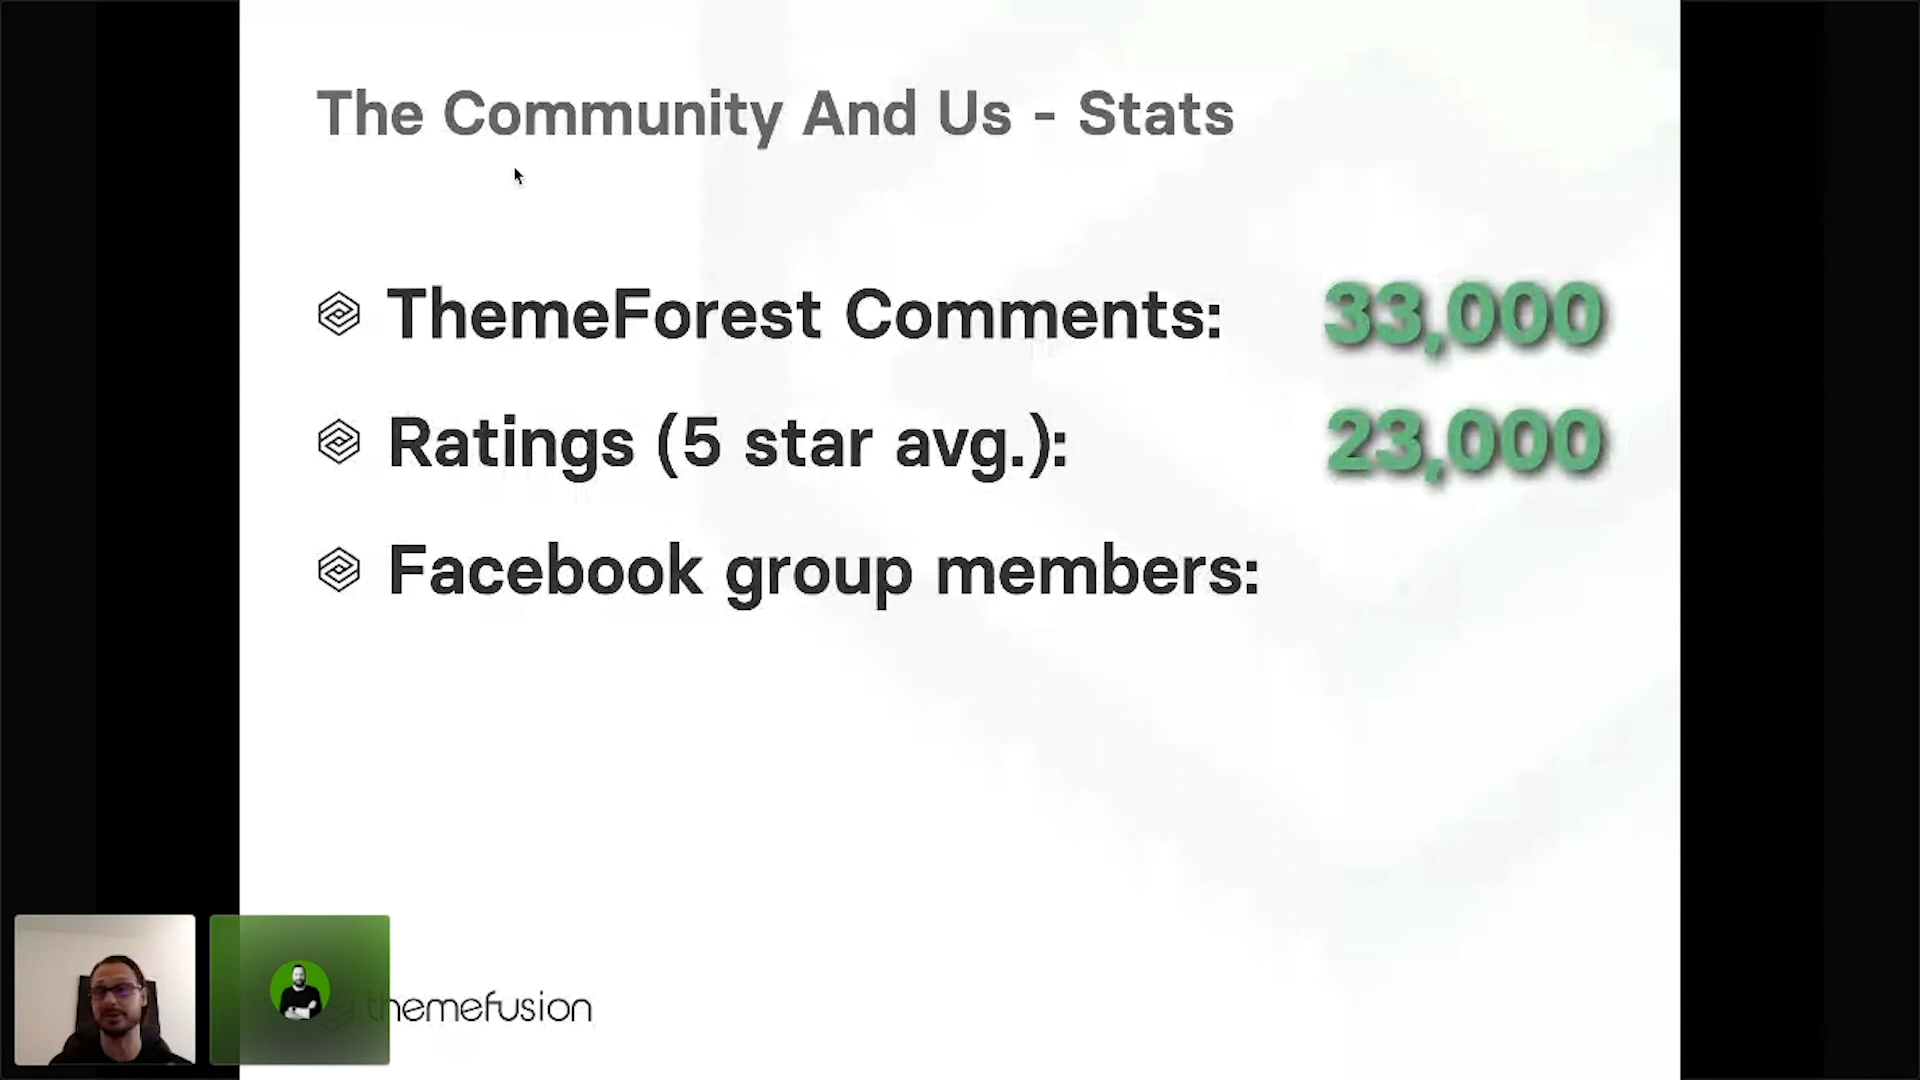 The Community And Us - Stats
ThemeForest Comments: 33,000
Ratings (5 star avg.): 23,000
Facebook group members:
themefusion